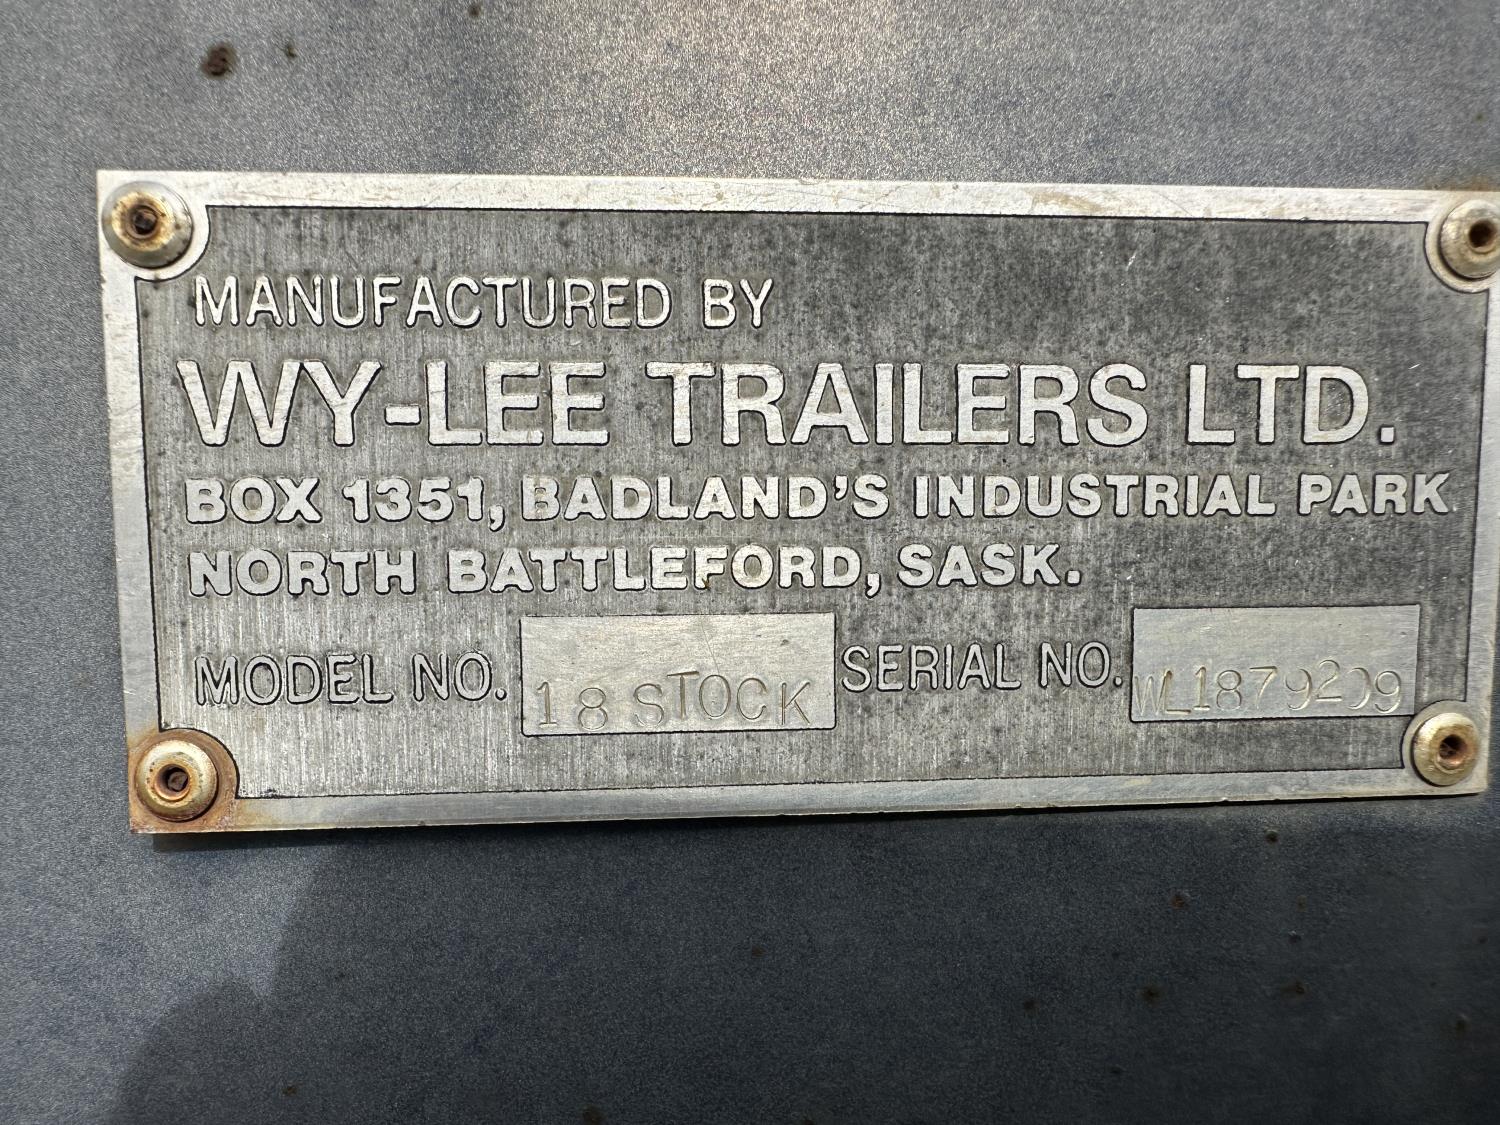 MANUFACTURED BY
WY-LEE TRAILERS LTD.
BOX 1351, BADLAND'S INDUSTRIAL PARK
NORTH BATTLEFORD, SASK.
MODEL NO. 18 STOCK SERIAL NO. WL1879209